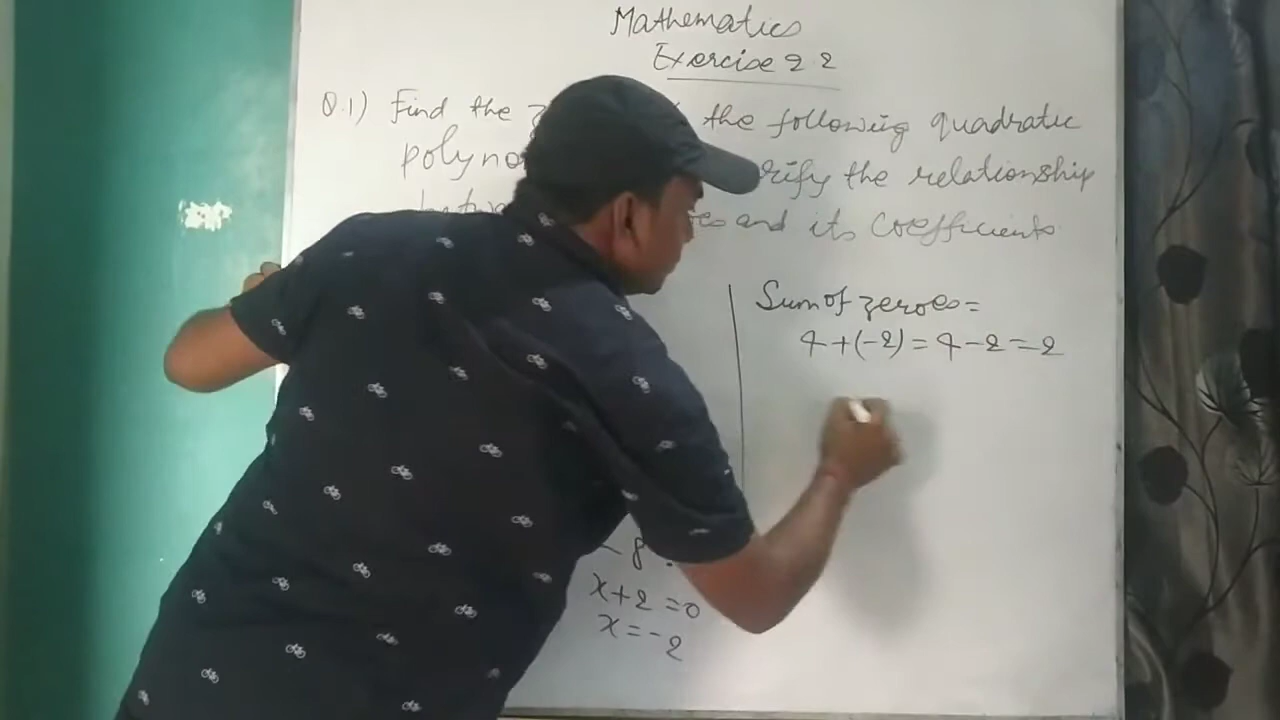 Mathematics
Exercise 2.2
Q.1) Find the the following quadratic
polyno rify the relationship
and its coefficients
Sum of zeroes =
4+(-2) = 4-2 = 2
- 8
x+2 =0
x = -2